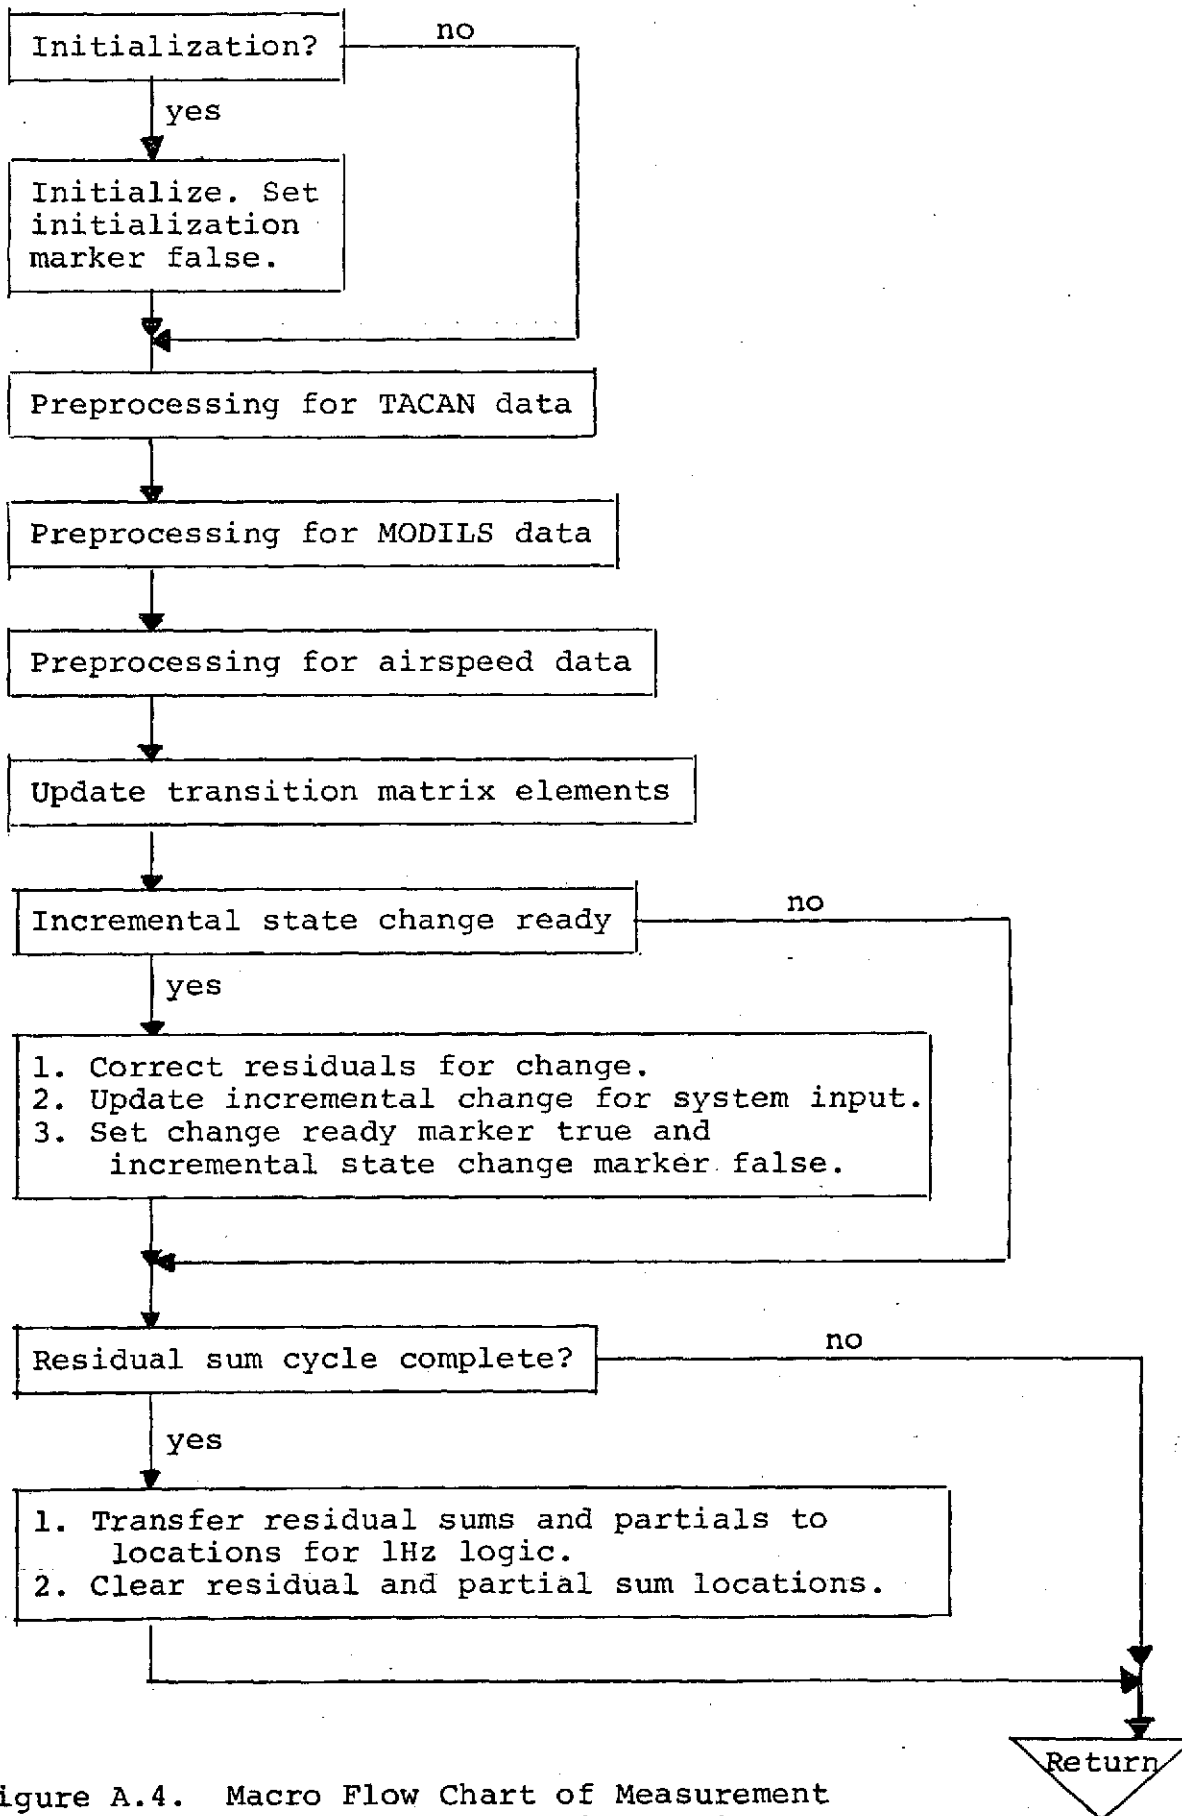 Initialization?
no
yes
Initialize. Set
initialization
marker false.
Preprocessing for TACAN data
Preprocessing for MODILS data
Preprocessing for airspeed data
Update transition matrix elements
Incremental state change ready
no
yes
1. Correct residuals for change.
2. Update incremental change for system input.
3. Set change ready marker true and
incremental state change marker false.
Residual sum cycle complete?
no
yes
1. Transfer residual sums and partials to
locations for 1Hz logic.
2. Clear residual and partial sum locations.
Return
igure A.4. Macro Flow Chart of Measurement